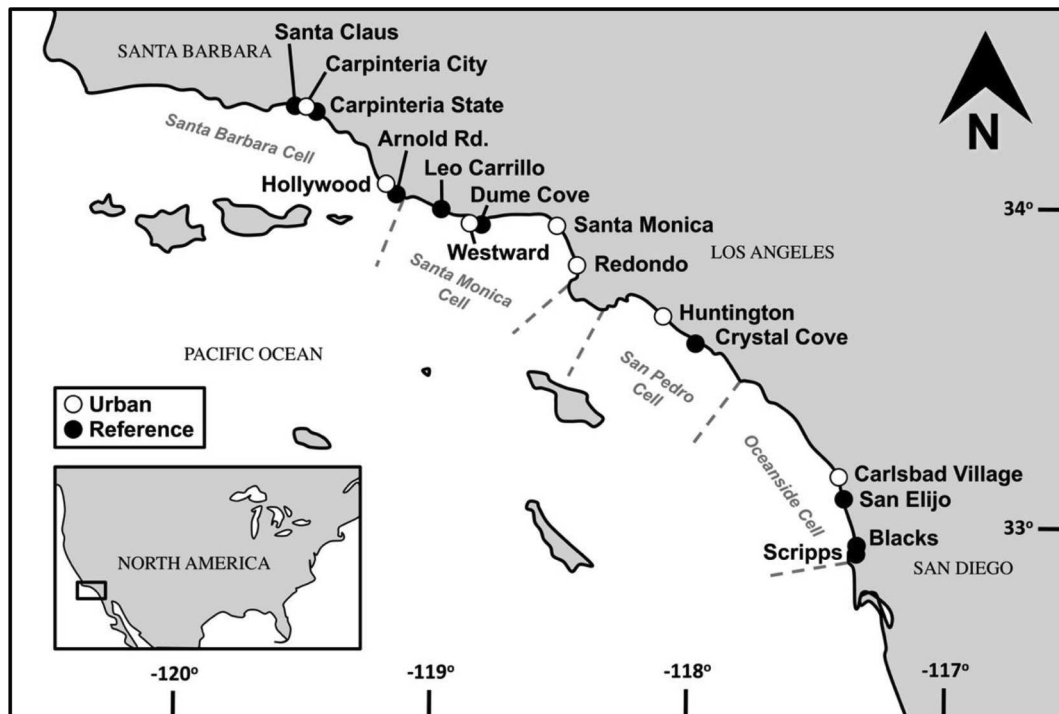 Santa Claus
SANTA BARBARA
Carpinteria City
Carpinteria State
Santa Barbara Cell
Arnold Rd.
Leo Carrillo
Hollywood
Dume Cove
34°
Santa Monica
Westward
LOS ANGELES
Redondo
Santa Monica
Cell
Huntington
Crystal Cove
PACIFIC OCEAN
San Pedro
Cell
Urban
Reference
Oceanside Cell
Carlsbad Village
San Elijo
33°
Blacks
Scripps
SAN DIEGO
NORTH AMERICA
N
-120°
-119°
-118°
-117°